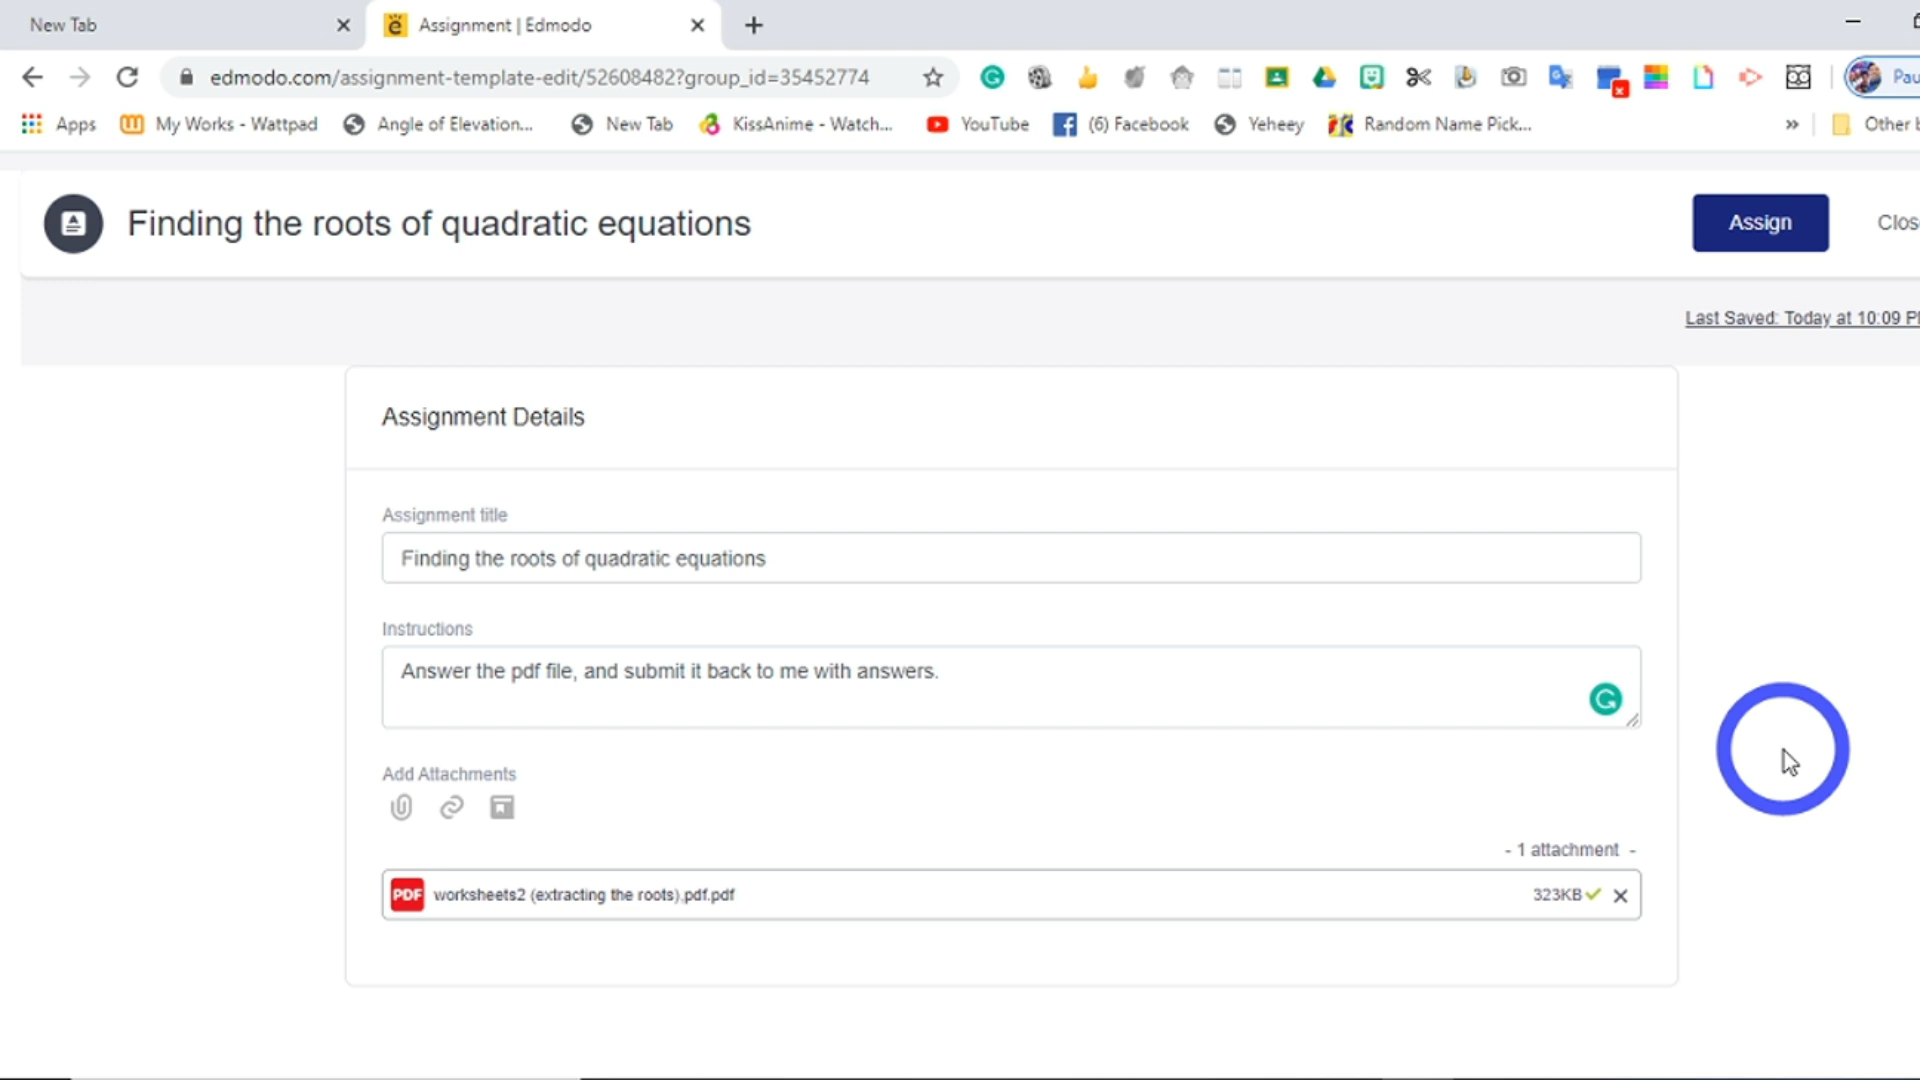 New Tab
Assignment | Edmodo
edmodo.com/assignment-template-edit/52608482?group_id=35452774
Pau
Apps
My Works - Wattpad
Angle of Elevation...
New Tab
KissAnime - Watch...
YouTube
(6) Facebook
Yeheey
Random Name Pick...
»
Other b
Finding the roots of quadratic equations
Assign
Clos
Last Saved: Today at 10:09 P
Assignment Details
Assignment title
Finding the roots of quadratic equations
Instructions
Answer the pdf file, and submit it back to me with answers.
Add Attachments
- 1 attachment -
PDF
worksheets2 (extracting the roots).pdf.pdf
323KB